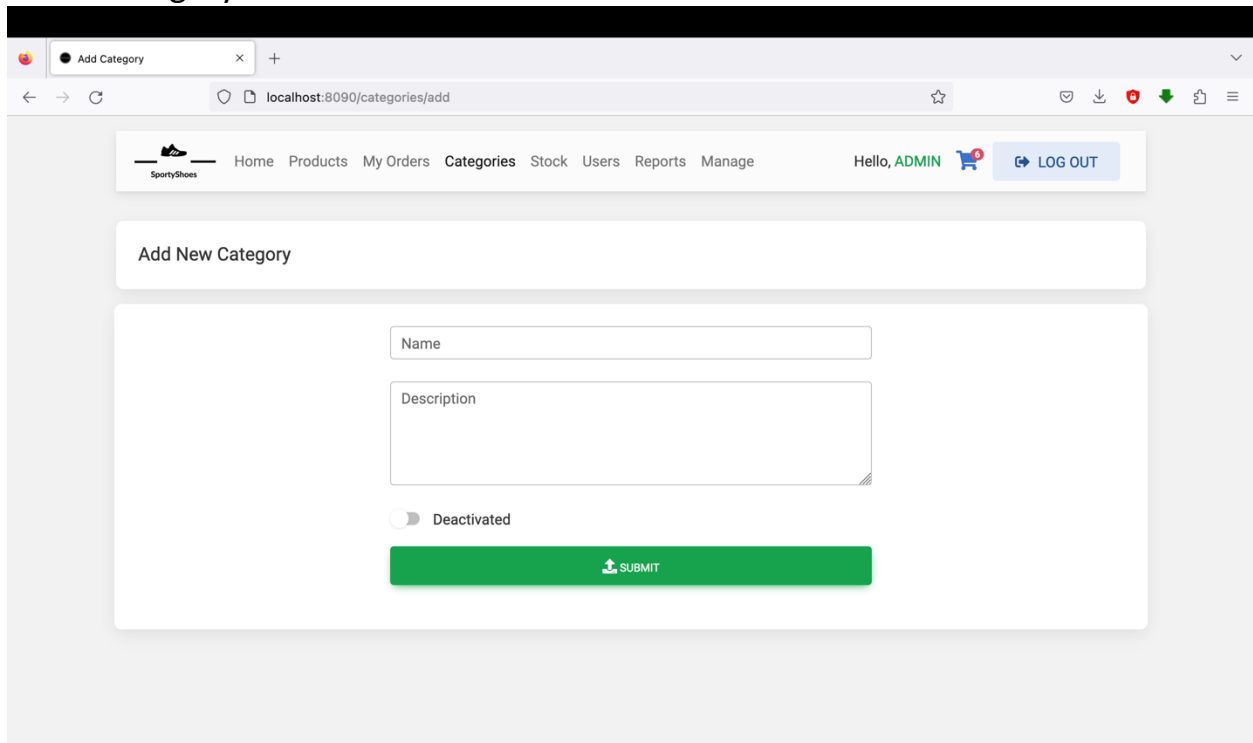 Add Category
localhost:8090/categories/add
SportyShoes
Home Products My Orders Categories Stock Users Reports Manage Hello, ADMIN 6 LOG OUT
Add New Category
Name
Description
Deactivated
SUBMIT